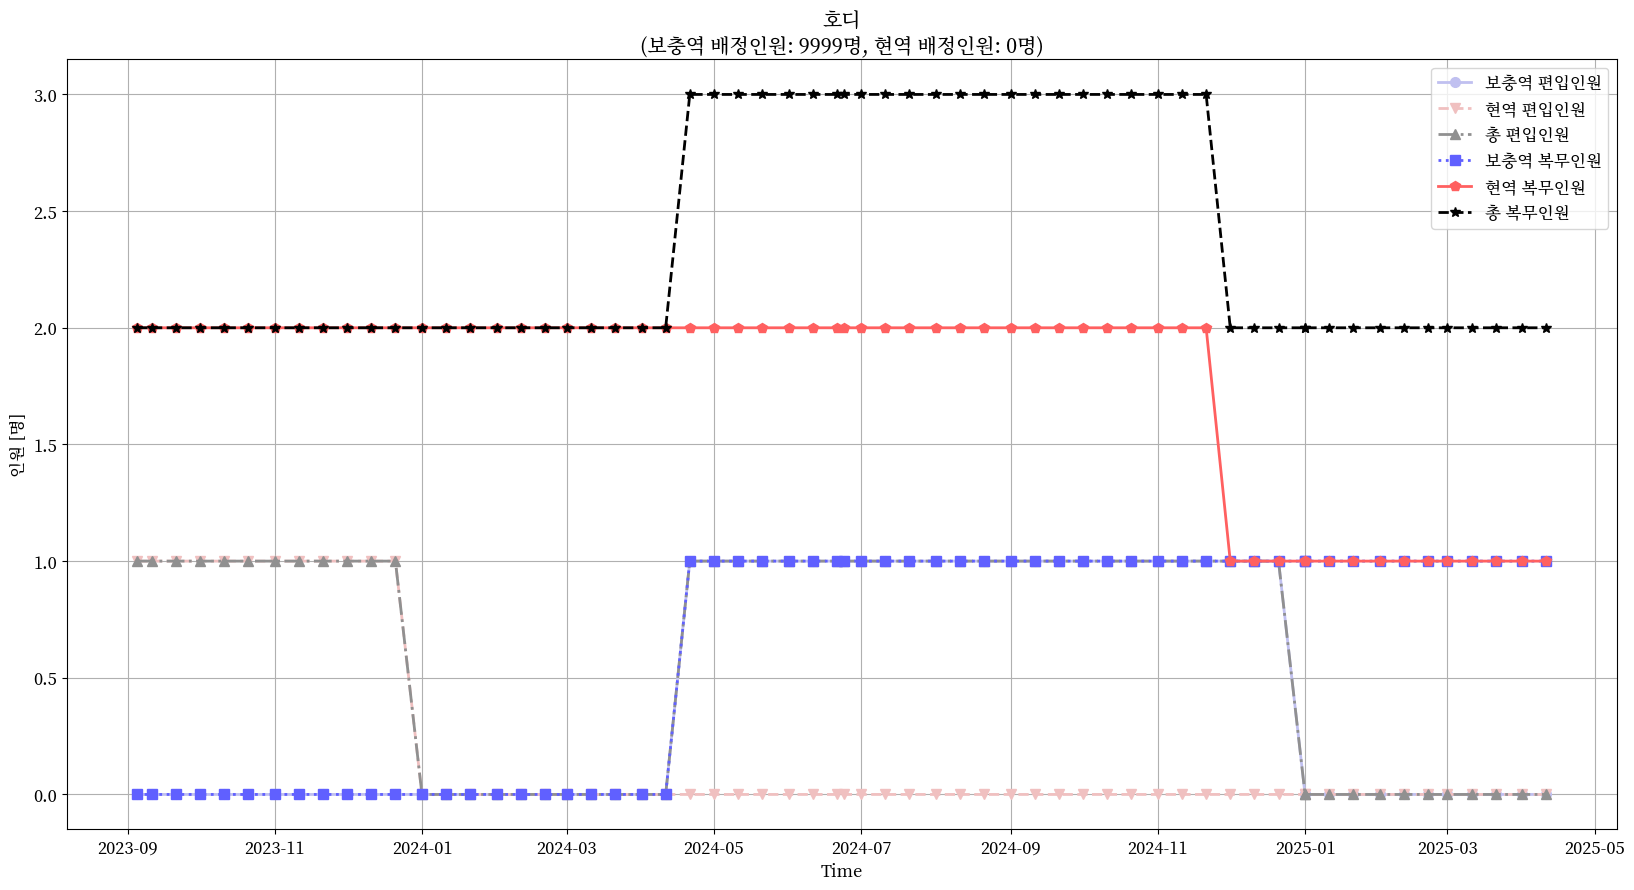 호디
(보충역 배정인원: 9999명, 현역 배정인원: 0명)
보충역 편입인원
현역 편입인원
총 편입인원
보충역 복무인원
현역 복무인원
총 복무인원
3.0
2.5
2.0
1.5
1.0
0.5
0.0
인원 [명]
2023-09
2023-11
2024-01
2024-03
2024-05
2024-07
2024-09
2024-11
2025-01
2025-03
2025-05
Time